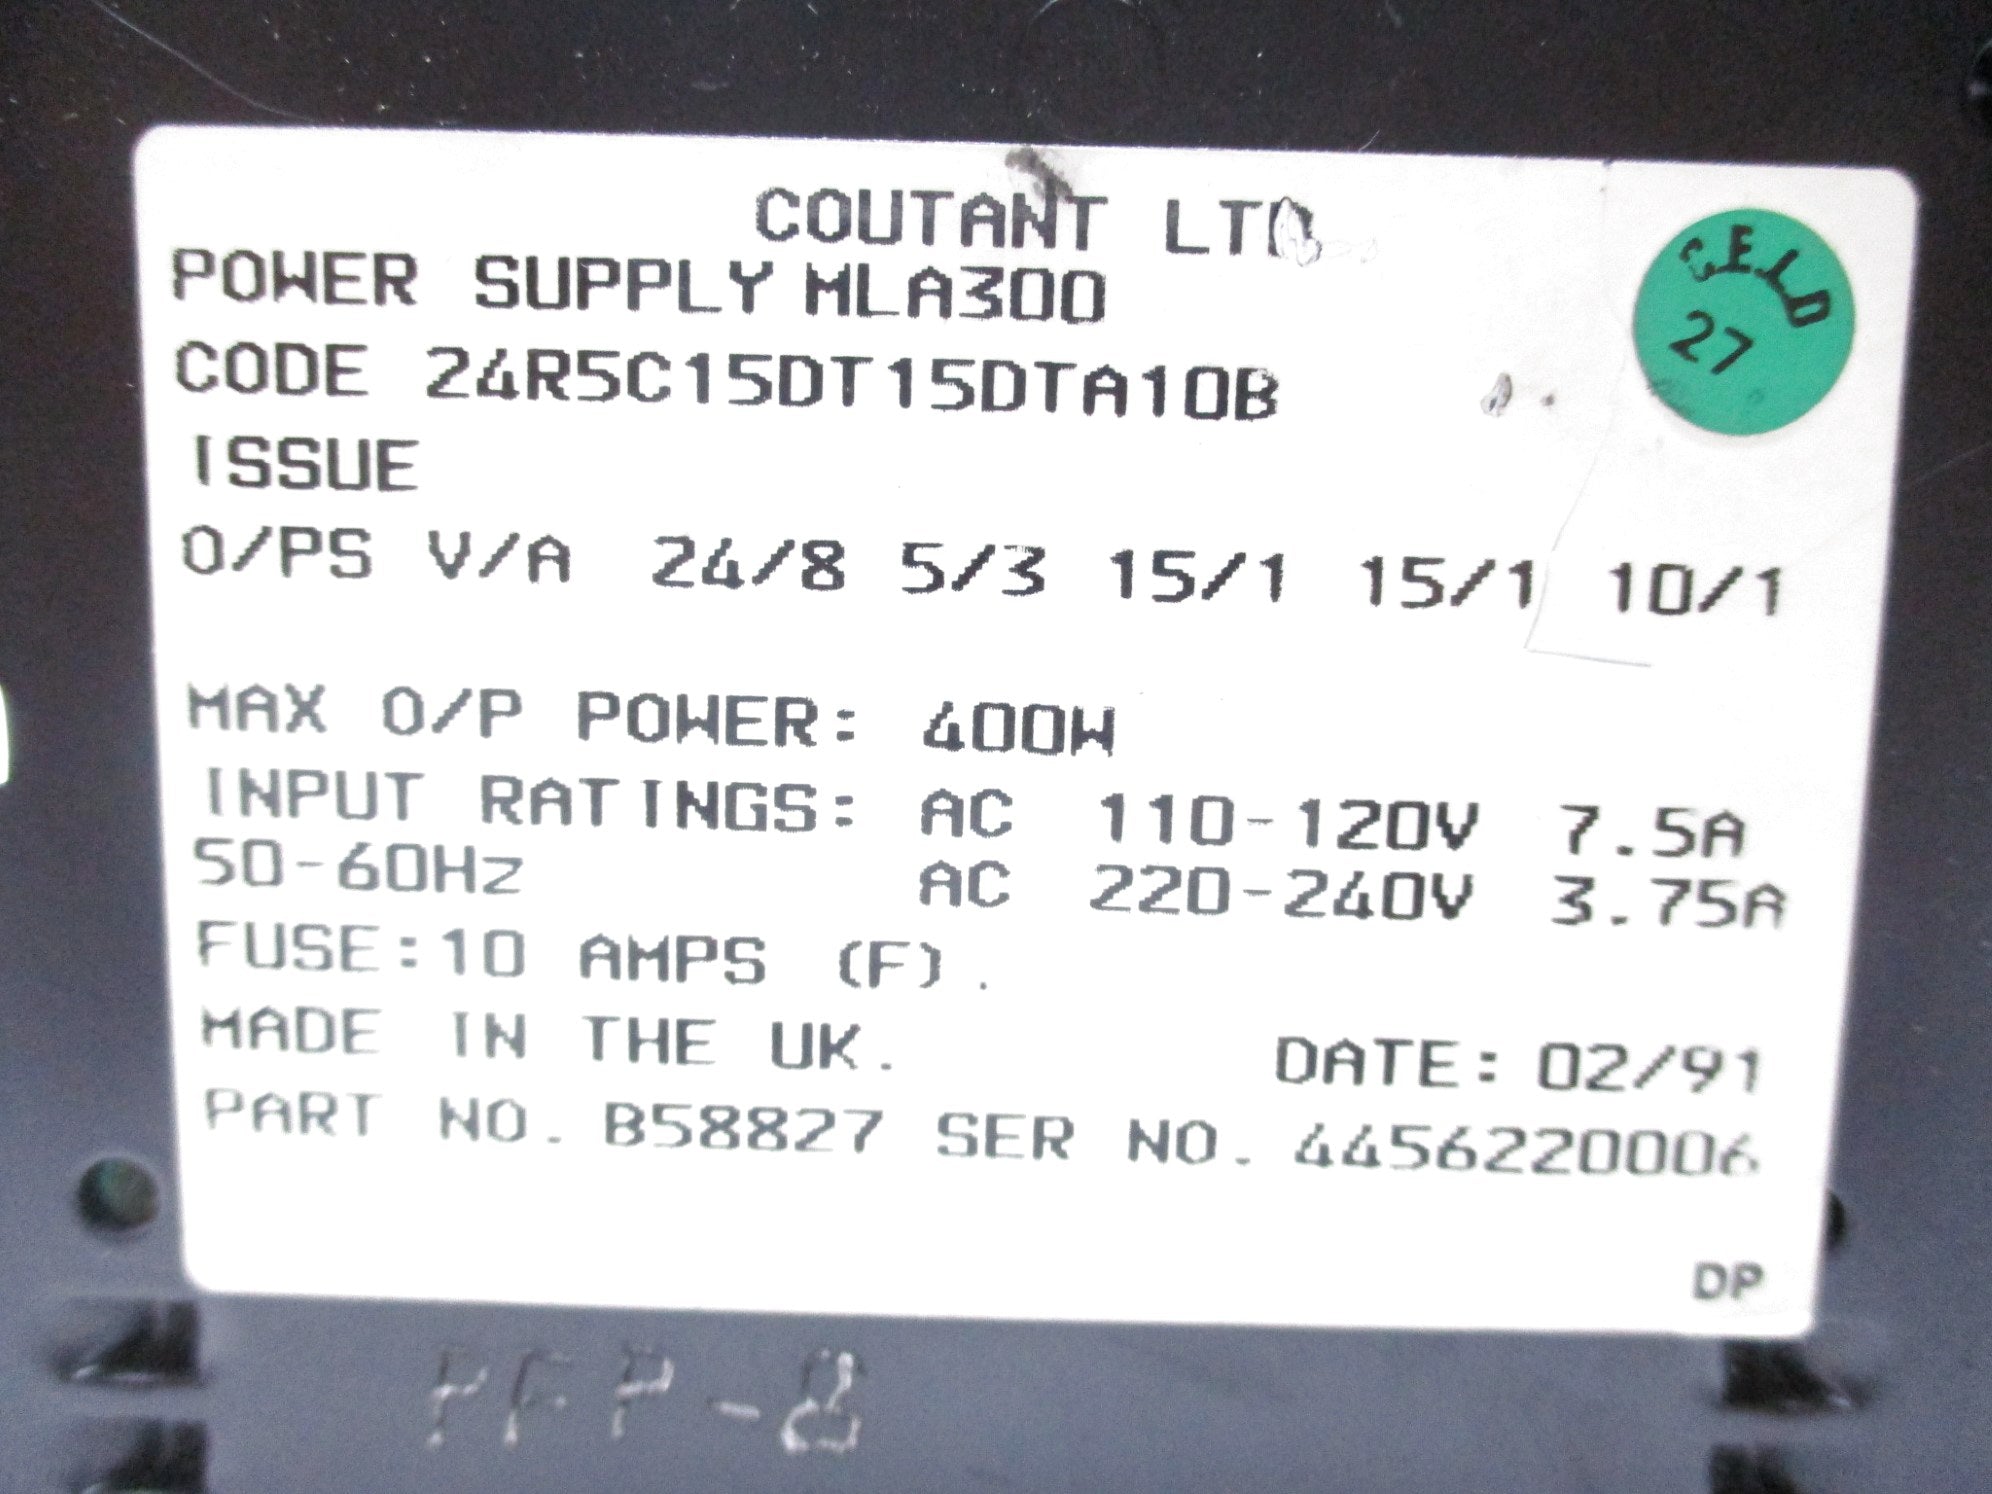 COUTANT LTD
POWER SUPPLY MLA300
CODE 24R5C15DT15DTA10B
ISSUE
O/PS V/A 24/8 5/3 15/1 15/1 10/1
MAX O/P POWER: 400W
INPUT RATINGS: AC 110-120V 7.5A
50-60Hz AC 220-240V 3.75A
FUSE:10 AMPS (F).
MADE IN THE UK. DATE: 02/91
PART NO. B58827 SER NO. 4456220006
DP
27